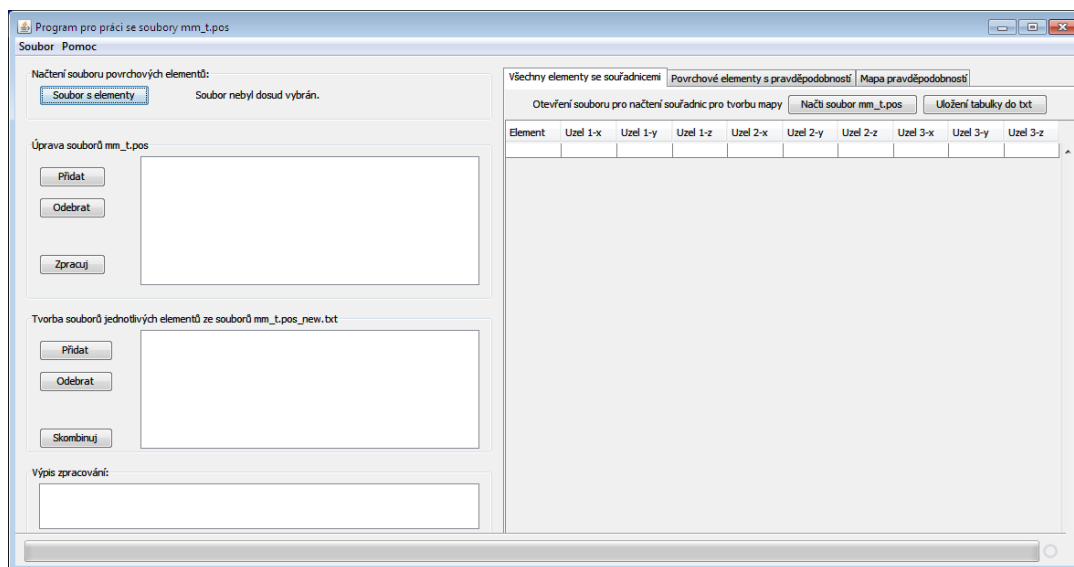 Program pro práci se soubory mm_t.pos
Soubor Pomoc
Načtení souboru povrchových elementů:
Soubor s elementy Soubor nebyl dosud vybrán.
Úprava souborů mm_t.pos
Přidat
Odebrat
Zpracuj
Tvorba souborů jednotlivých elementů ze souborů mm_t.pos_new.txt
Přidat
Odebrat
Skombinuj
Výpis zpracování:
Všechny elementy se souřadnicemi Povrchové elementy s pravděpodobností Mapa pravděpodobností
Otevření souboru pro načtení souřadnic pro tvorbu mapy Načti soubor mm_t.pos Uložení tabulky do txt
Element Uzel 1-x Uzel 1-y Uzel 1-z Uzel 2-x Uzel 2-y Uzel 2-z Uzel 3-x Uzel 3-y Uzel 3-z